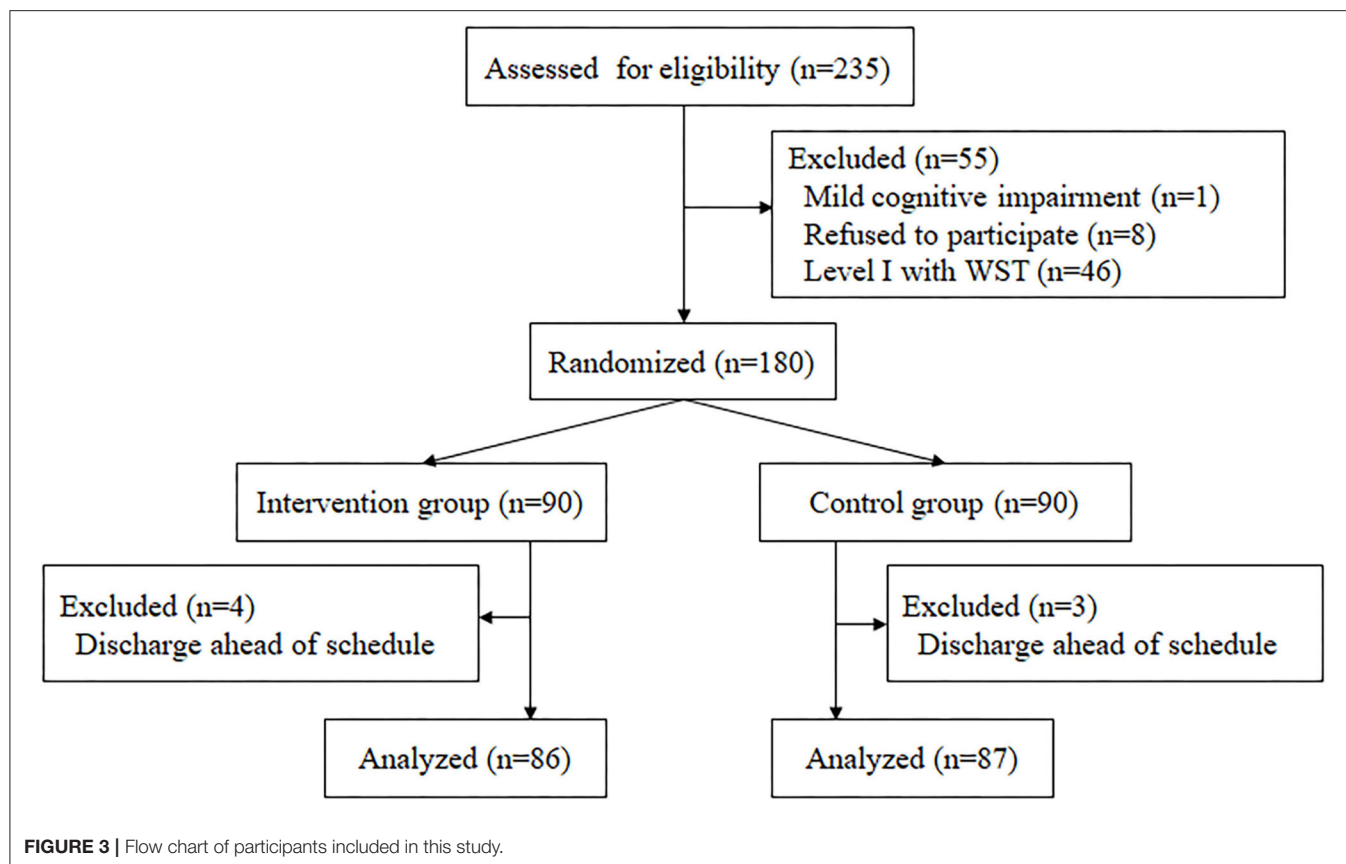 Assessed for eligibility (n=235)
Excluded (n=55)
Mild cognitive impairment (n=1)
Refused to participate (n=8)
Level I with WST (n=46)
Randomized (n=180)
Intervention group (n=90)
Control group (n=90)
Excluded (n=4)
Discharge ahead of schedule
Excluded (n=3)
Discharge ahead of schedule
Analyzed (n=86)
Analyzed (n=87)
FIGURE 3 | Flow chart of participants included in this study.